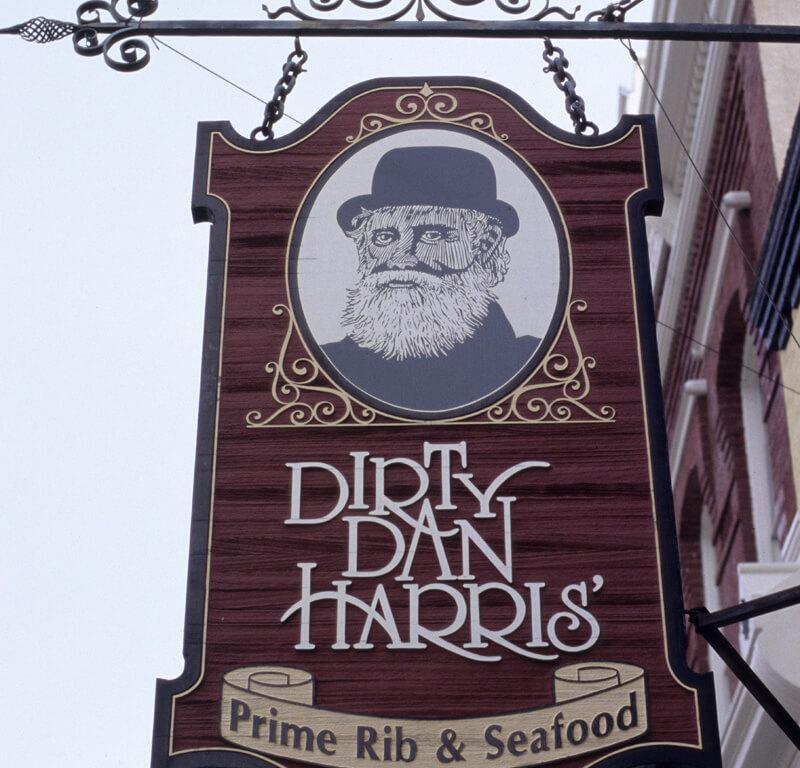 DIRTY
DAN
HARRIS'
Prime Rib & Seafood